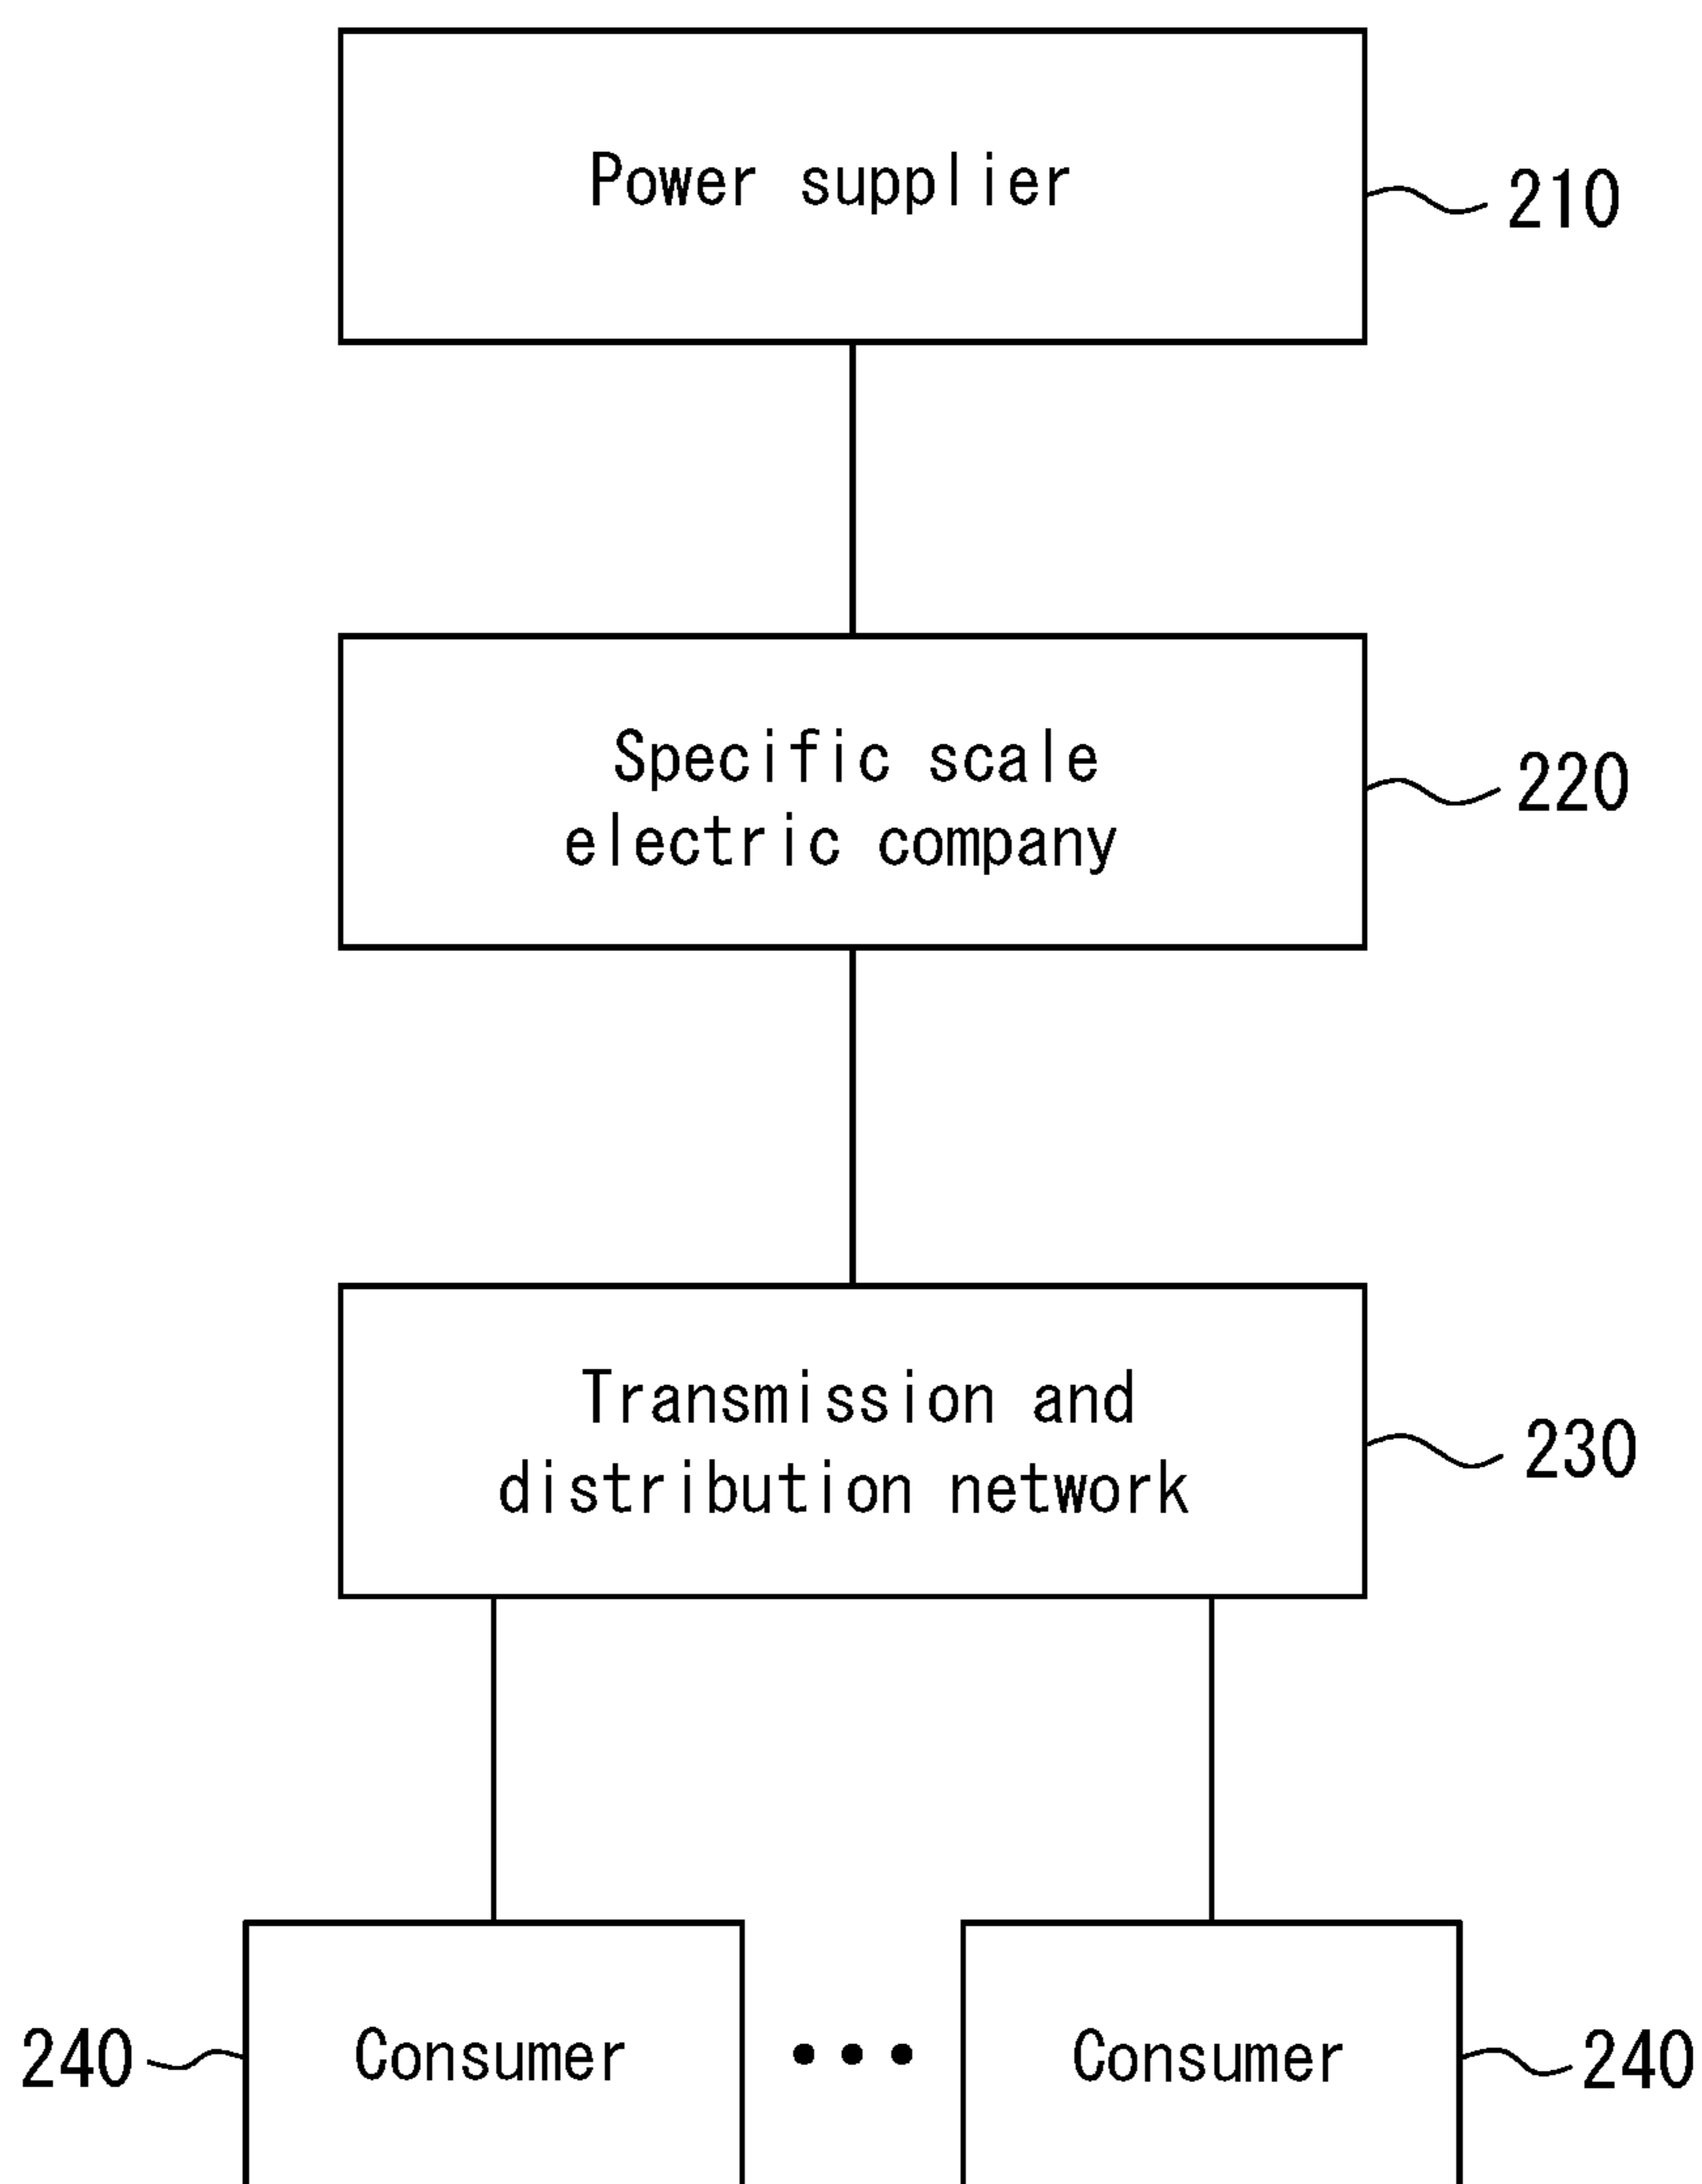 Power supplier
210
Specific scale
electric company
220
Transmission and
distribution network
230
240
Consumer
•••
Consumer
240